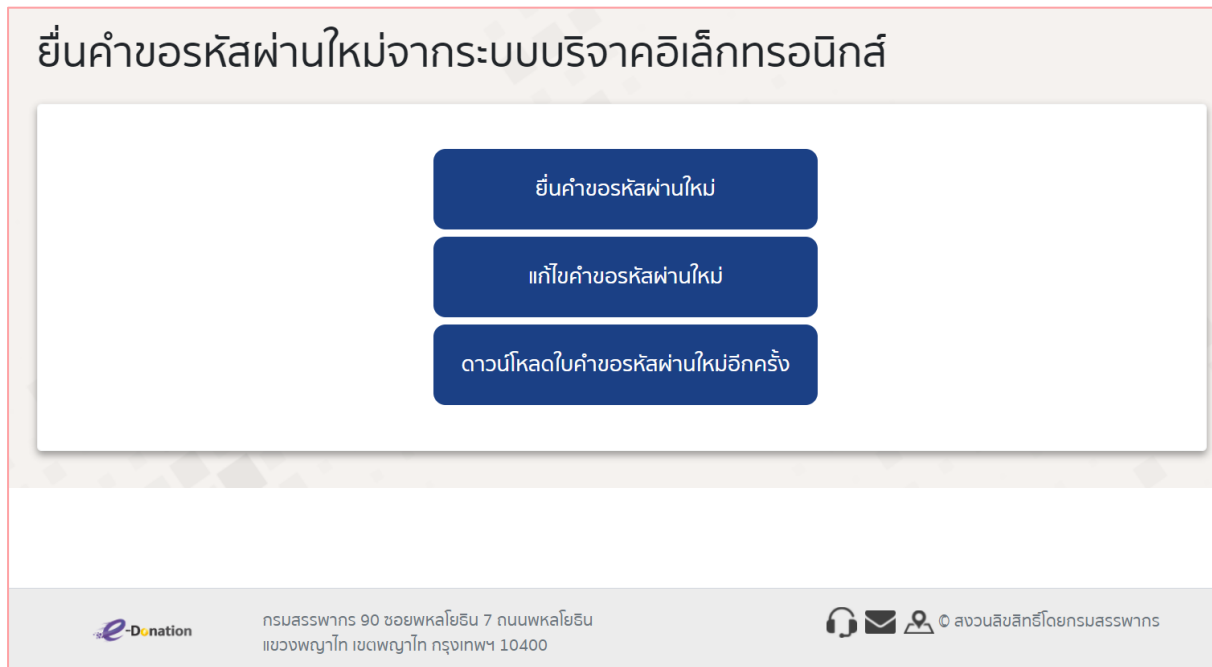 ยื่นคำขอรหัสผ่านใหม่จากระบบบริจาคอิเล็กทรอนิกส์
ยื่นคำขอรหัสผ่านใหม่
แก้ไขคำขอรหัสผ่านใหม่
ดาวน์โหลดใบคำขอรหัสผ่านใหม่อีกครั้ง
e-Donation
กรมสรรพากร 90 ซอยพหลโยธิน 7 ถนนพหลโยธิน
แขวงพญาไท เขตพญาไท กรุงเทพฯ 10400
© สงวนลิขสิทธิ์โดยกรมสรรพากร